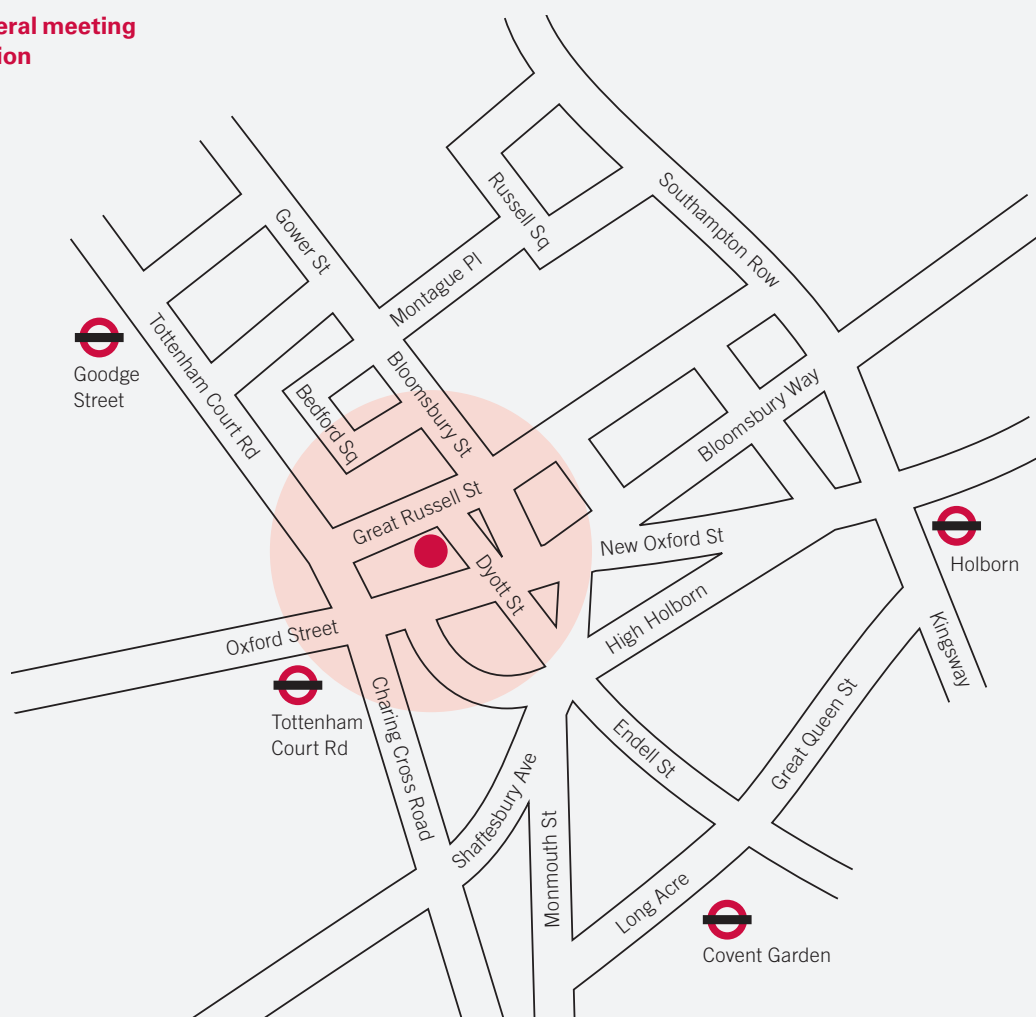 eral meeting
ion
Gower St
Russell Sq
Southampton Row
Montague Pl
Goodge
Street
Tottenham Court Rd
Bloomsbury St
Bedford Sq
Bloomsbury Way
Great Russell St
New Oxford St
Holborn
Dyott St
High Holborn
Oxford Street
Kingsway
Tottenham
Court Rd
Charing Cross Road
Endell St
Great Queen St
Shaftesbury Ave
Monmouth St
Long Acre
Covent Garden